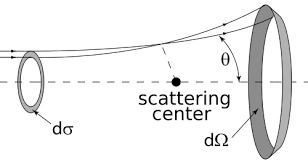 θ
scattering
center
dσ
dΩ